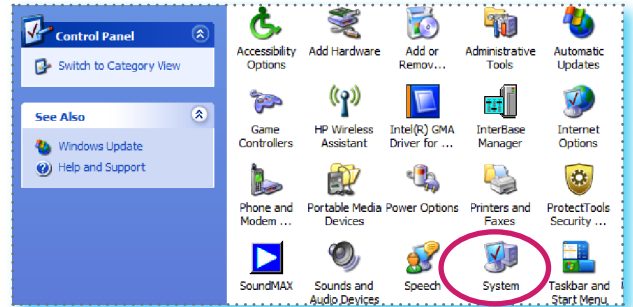 Control Panel
Switch to Category View
See Also
Windows Update
Help and Support
Accessibility Options
Add Hardware
Add or Remov...
Administrative Tools
Automatic Updates
Game Controllers
HP Wireless Assistant
Intel(R) GMA Driver for ...
InterBase Manager
Internet Options
Phone and Modem ...
Portable Media Devices
Power Options
Printers and Faxes
ProtectTools Security ...
SoundMAX
Sounds and Audio Devices
Speech
System
Taskbar and Start Menu